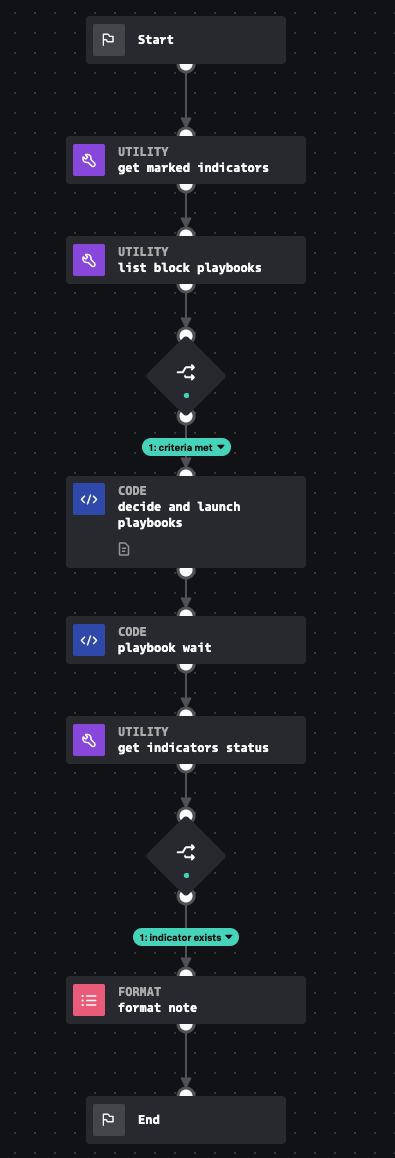 Start
UTILITY
get marked indicators
UTILITY
list block playbooks
1: criteria met
CODE
decide and launch
playbooks
CODE
playbook wait
UTILITY
get indicators status
1: indicator exists
FORMAT
format note
End